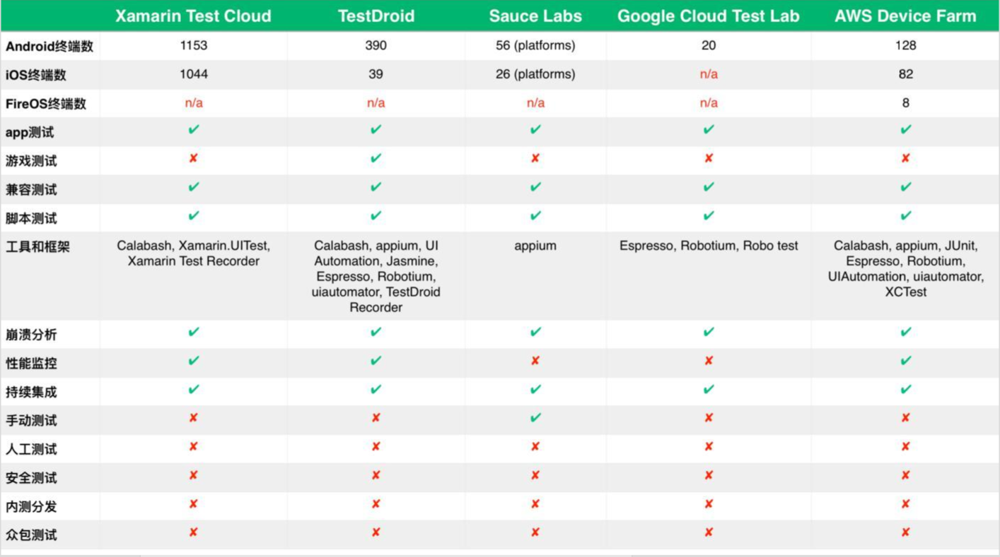 Xamarin Test Cloud TestDroid Sauce Labs Google Cloud Test Lab AWS Device Farm
Android终端数 1153 390 56 (platforms) 20 128
iOS终端数 1044 39 26 (platforms) n/a 82
FireOS终端数 n/a n/a n/a n/a 8
app测试 ✔ ✔ ✔ ✔ ✔
游戏测试 ✘ ✔ ✘ ✘ ✘
兼容测试 ✔ ✔ ✔ ✔ ✔
脚本测试 ✔ ✔ ✔ ✔ ✔
工具和框架
Calabash, Xamarin.UITest,
Xamarin Test Recorder
Calabash, appium, UI
Automation, Jasmine,
Espresso, Robotium,
uiautomator, TestDroid
Recorder
appium
Espresso, Robotium, Robo test
Calabash, appium, JUnit,
Espresso, Robotium,
UIAutomation, uiautomator,
XCTest
崩溃分析 ✔ ✔ ✔ ✔ ✔
性能监控 ✔ ✔ ✘ ✘ ✔
持续集成 ✔ ✔ ✔ ✔ ✔
手动测试 ✘ ✘ ✔ ✘ ✘
人工测试 ✘ ✘ ✘ ✘ ✘
安全测试 ✘ ✘ ✘ ✘ ✘
内测分发 ✘ ✘ ✘ ✘ ✘
众包测试 ✘ ✘ ✘ ✘ ✘